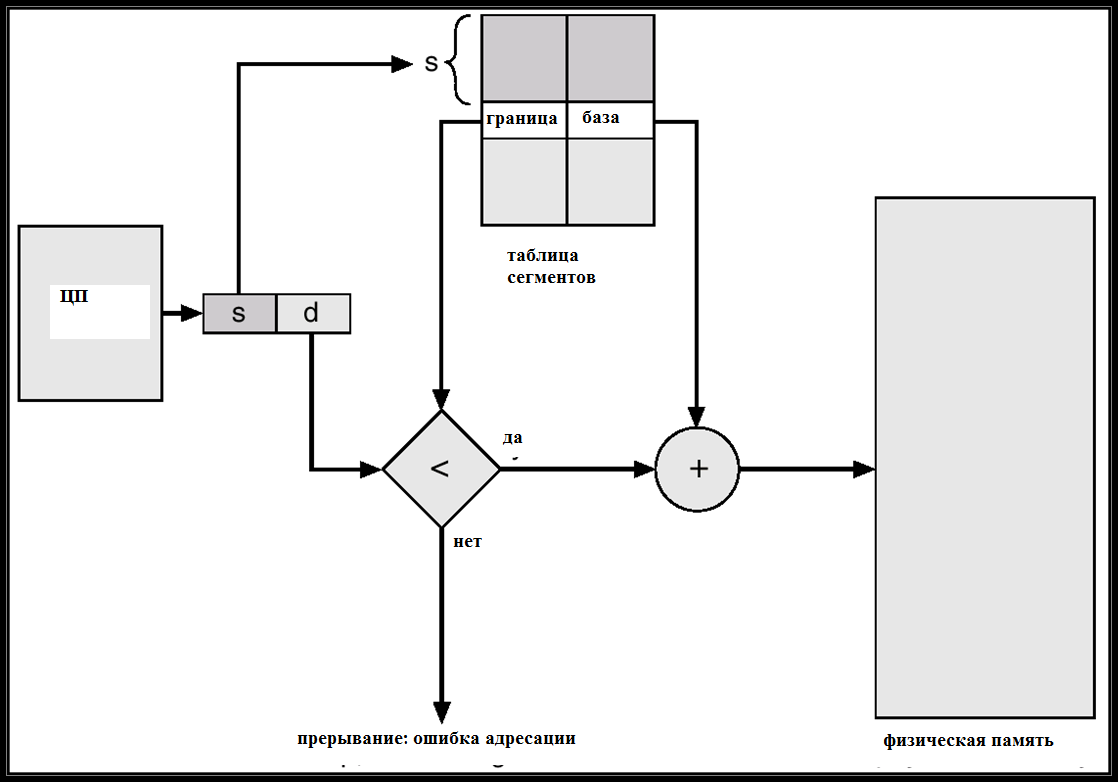 s
граница база
таблица
сегментов
ЦП
s d
да
<
+
нет
прерывание: ошибка адресации
физическая память